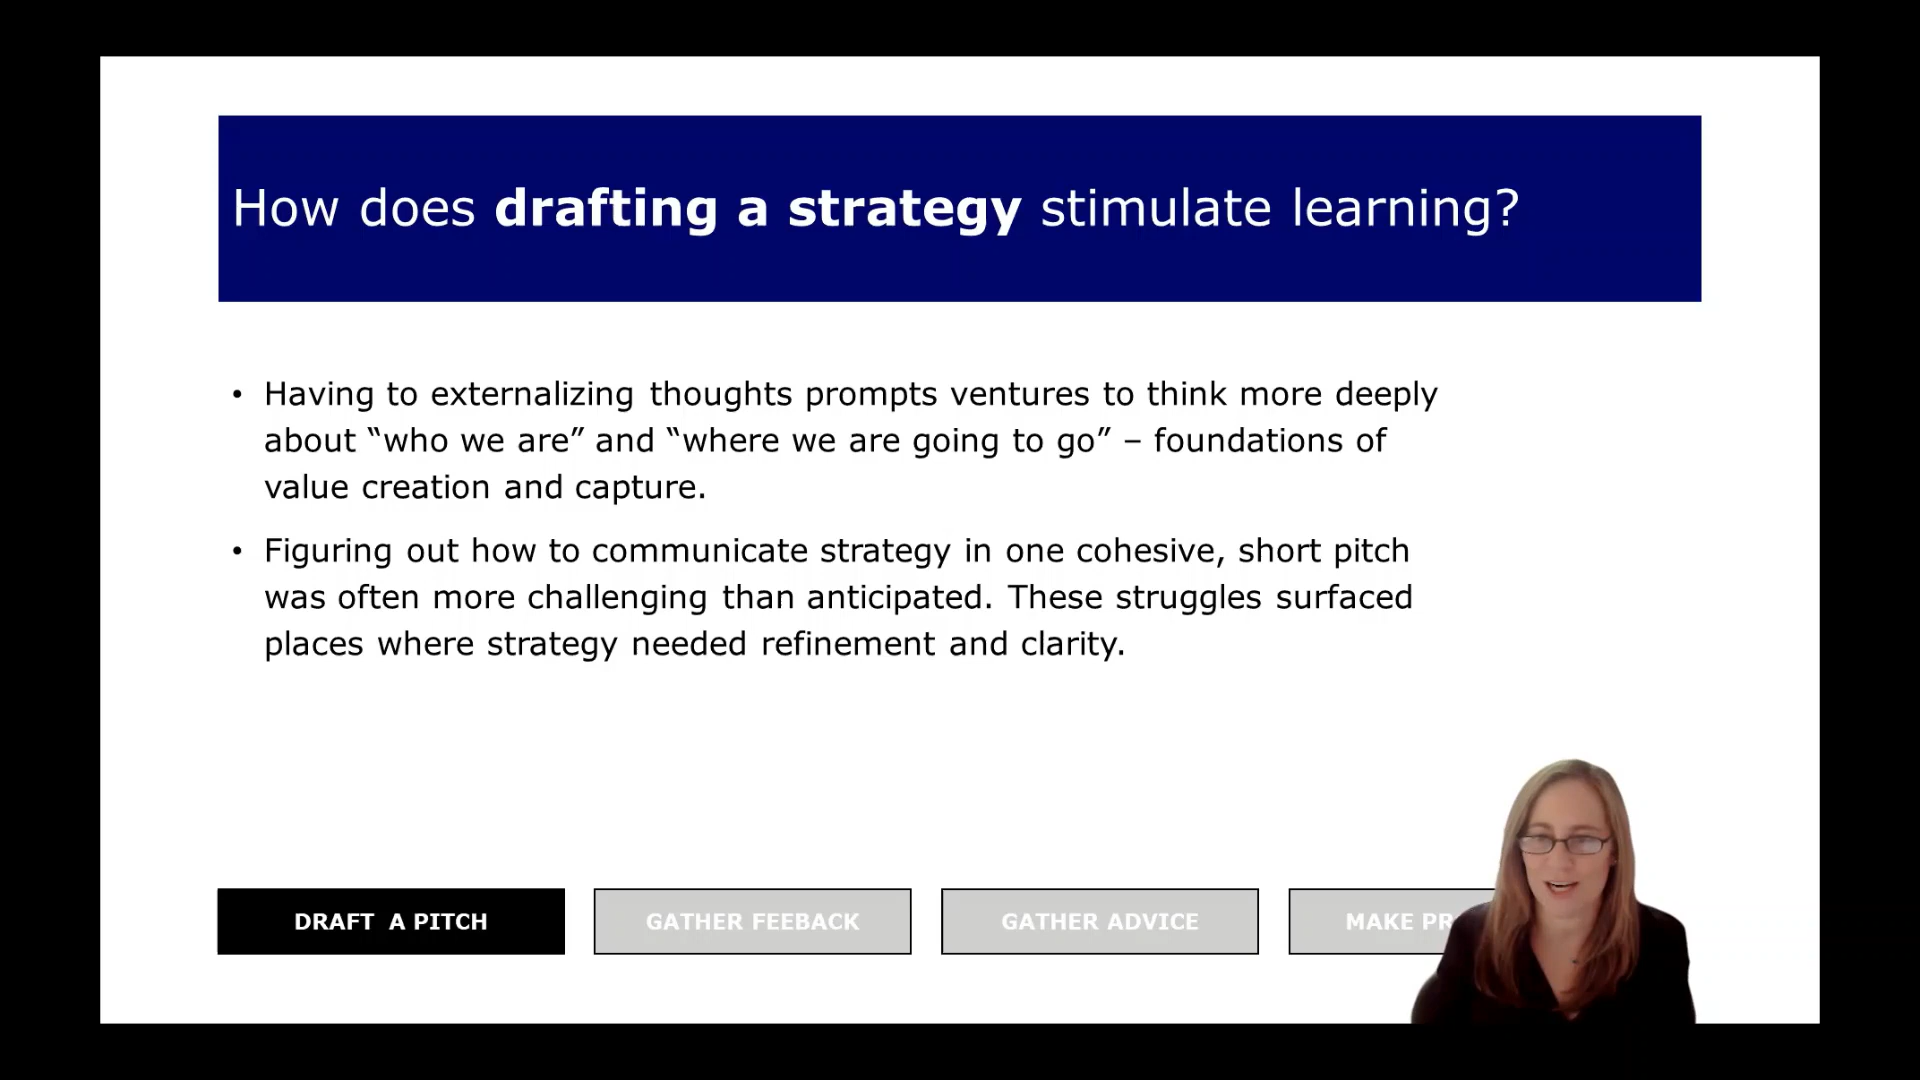 How does drafting a strategy stimulate learning?
• Having to externalizing thoughts prompts ventures to think more deeply
about “who we are” and “where we are going to go” – foundations of
value creation and capture.
• Figuring out how to communicate strategy in one cohesive, short pitch
was often more challenging than anticipated. These struggles surfaced
places where strategy needed refinement and clarity.
DRAFT A PITCH
GATHER FEEBACK
GATHER ADVICE
MAKE